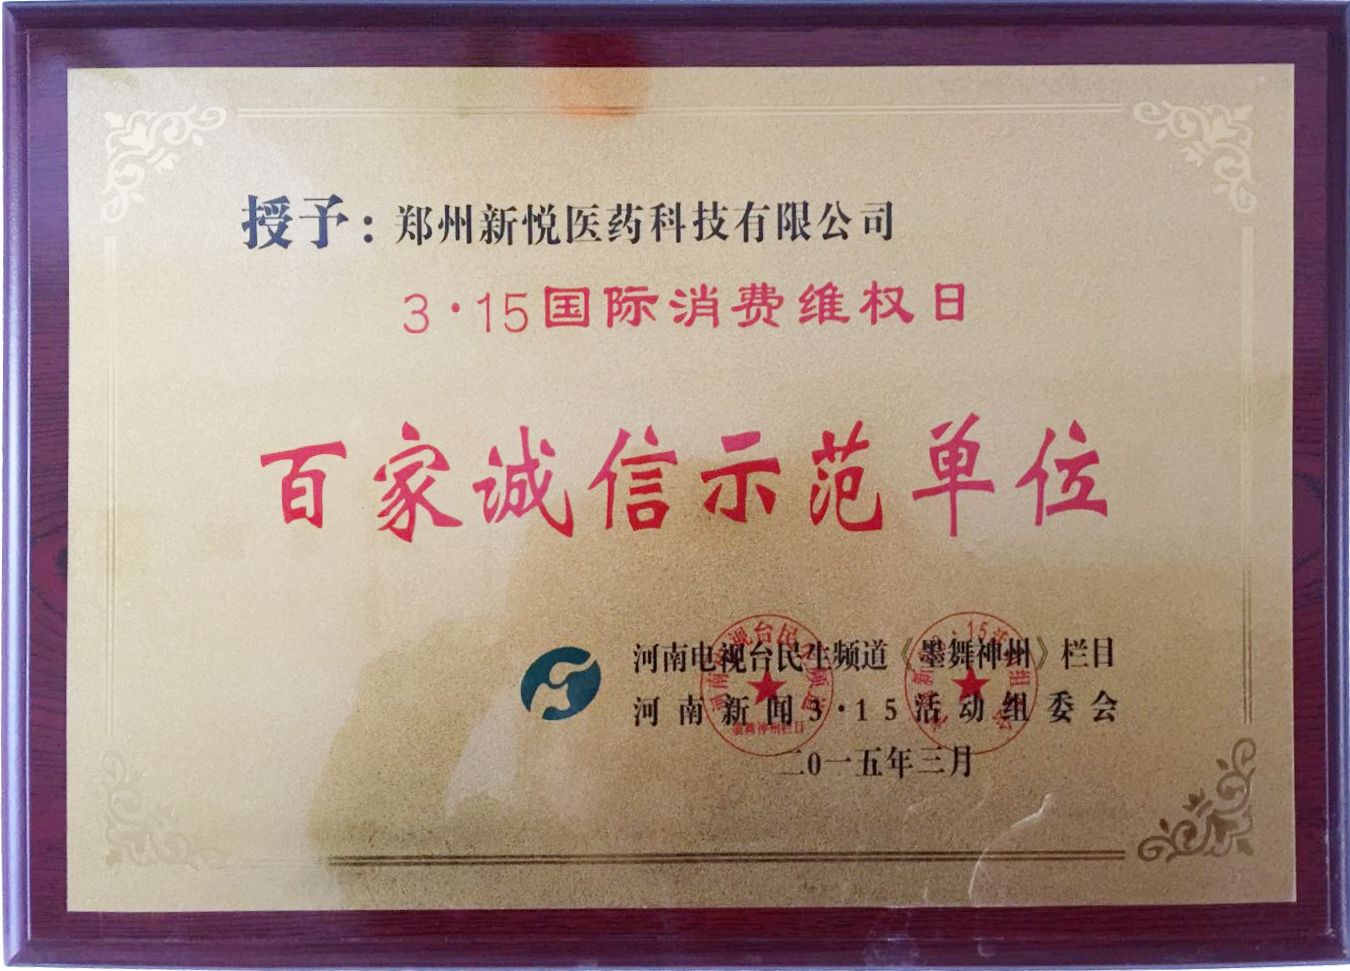 授予：郑州新悦医药科技有限公司
3·15国际消费维权日
百家诚信示范单位
河南电视台民生频道《墨舞神州》栏目
河南新闻3·15活动组委会
二0一五年三月